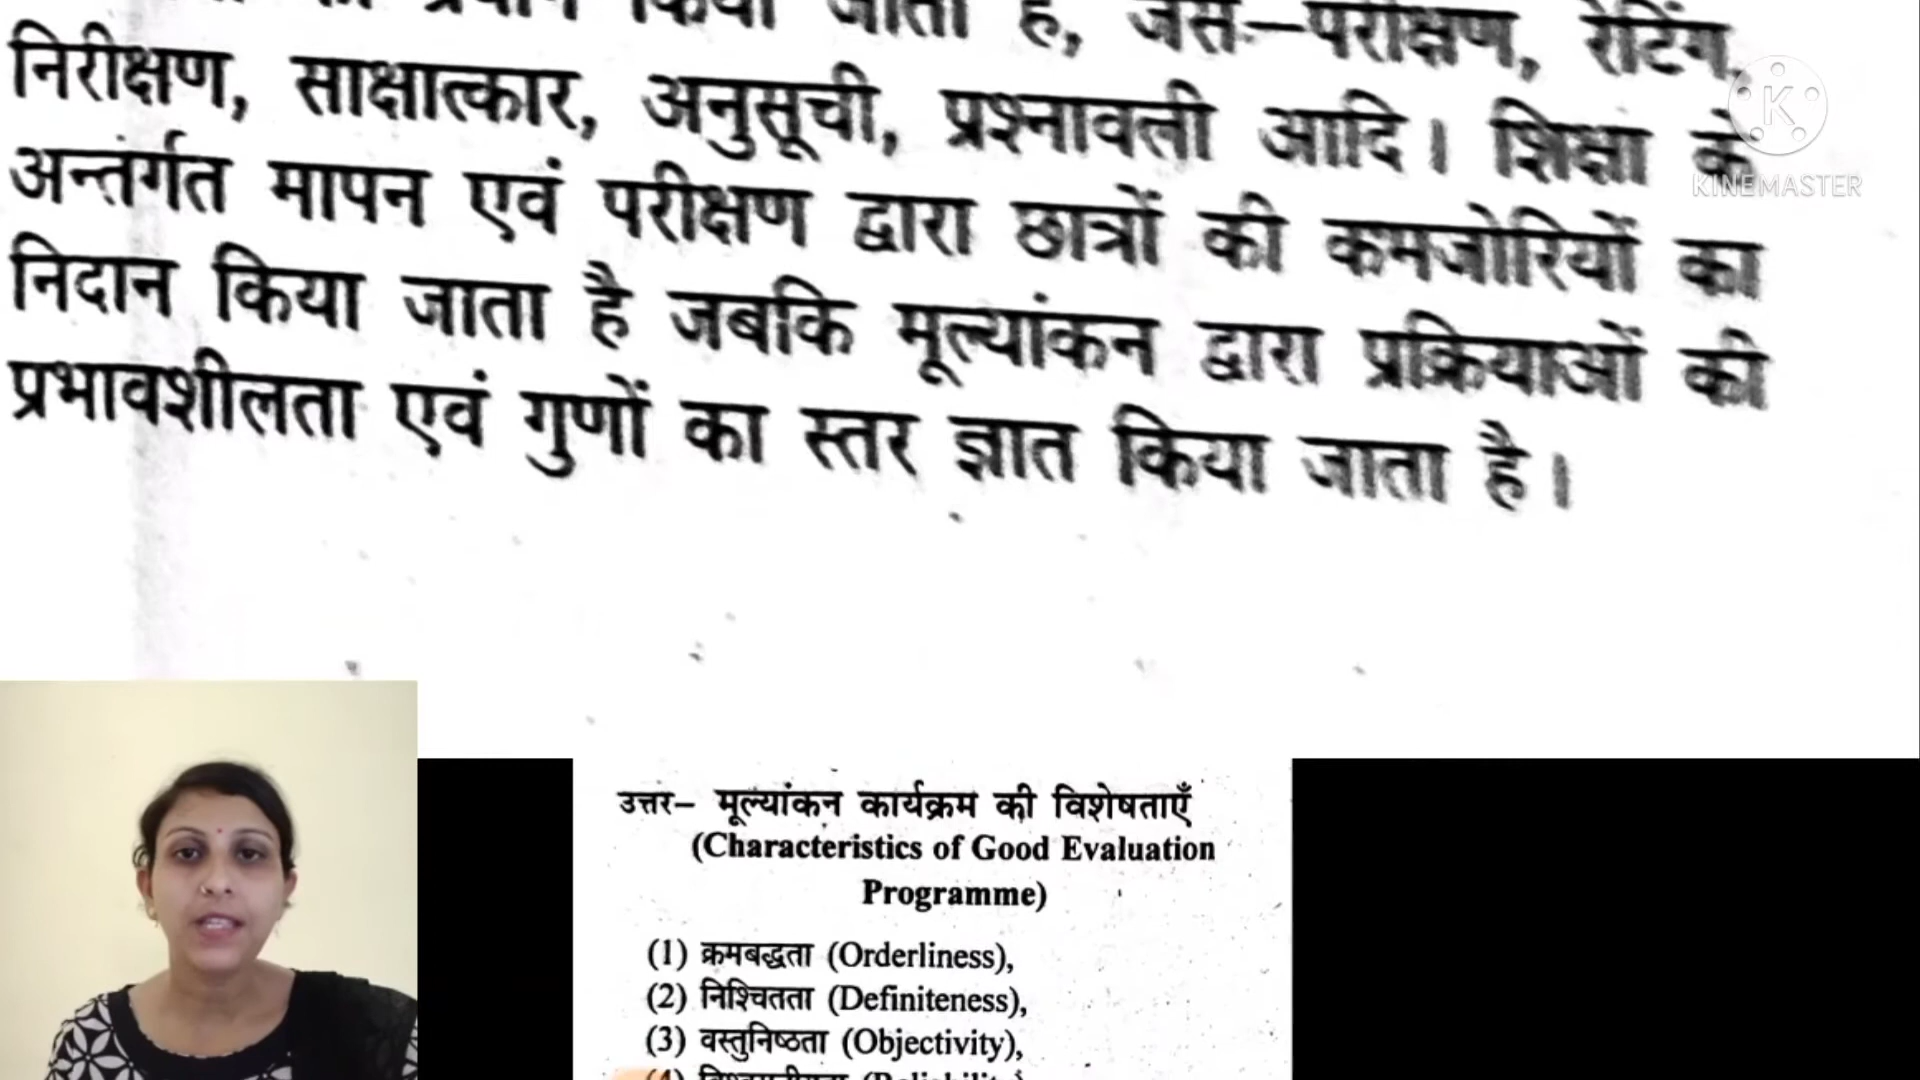 किया जाता है, जैसे:—परीक्षण, रेटिंग,
निरीक्षण, साक्षात्कार, अनुसूची, प्रश्नावली आदि। शिक्षा के
अन्तर्गत मापन एवं परीक्षण द्वारा छात्रों की कमजोरियों का
निदान किया जाता है जबकि मूल्यांकन द्वारा प्रक्रियाओं की
प्रभावशीलता एवं गुणों का स्तर ज्ञात किया जाता है।
K
KINEMASTER
उत्तर– मूल्यांकन कार्यक्रम की विशेषताएँ
(Characteristics of Good Evaluation
Programme)
(1) क्रमबद्धता (Orderliness),
(2) निश्चितता (Definiteness),
(3) वस्तुनिष्ठता (Objectivity),